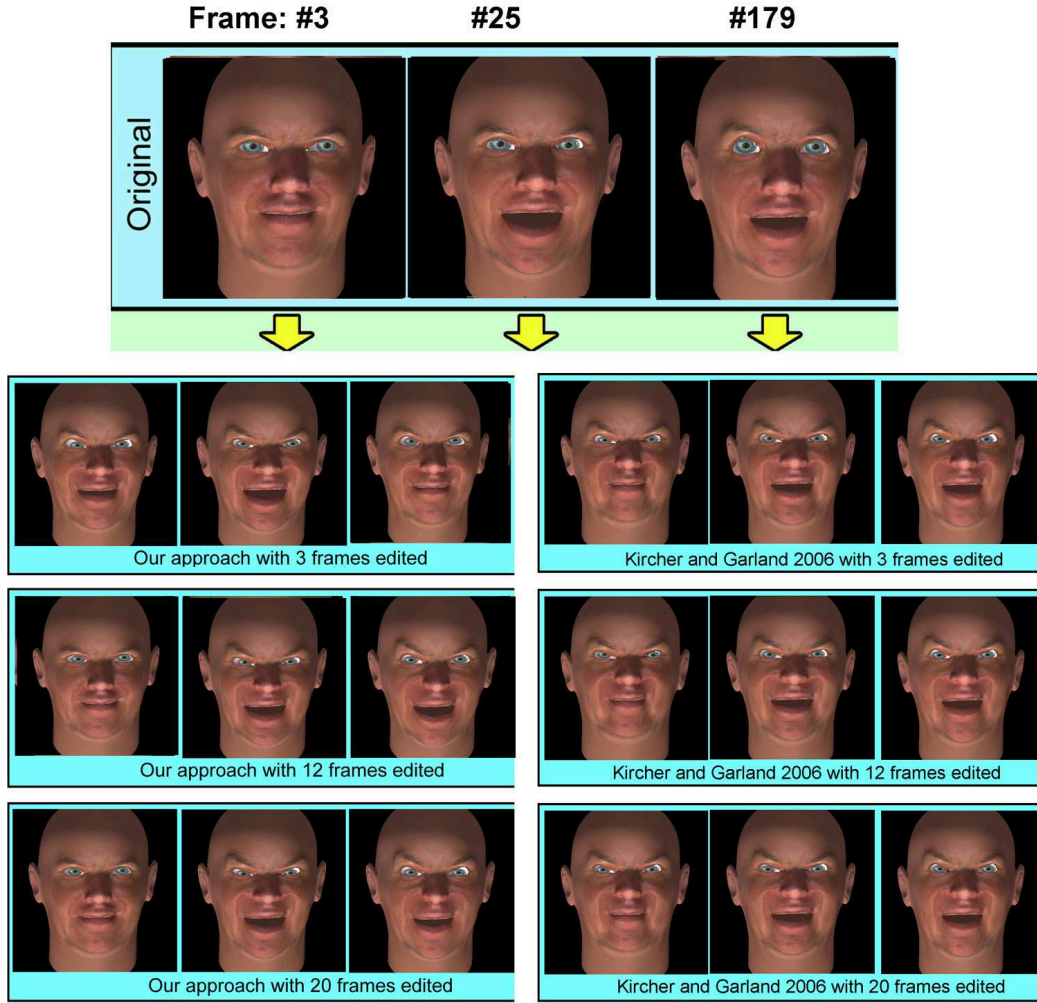 Frame: #3 #25 #179
Original
Our approach with 3 frames edited
Kircher and Garland 2006 with 3 frames edited
Our approach with 12 frames edited
Kircher and Garland 2006 with 12 frames edited
Our approach with 20 frames edited
Kircher and Garland 2006 with 20 frames edited